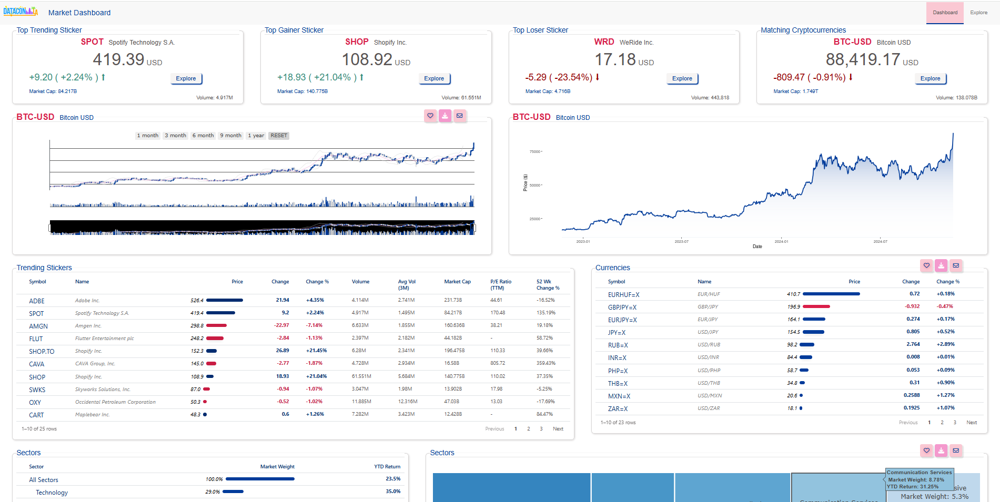 DATACON LA
Market Dashboard
Dashboard
Explore
Top Trending Sticker
SPOT Spotify Technology S.A.
419.39 USD
+9.20 ( +2.24% )
Explore
Market Cap: 84.217B
Volume: 4.917M
Top Gainer Sticker
SHOP Shopify Inc.
108.92 USD
+18.93 ( +21.04% )
Explore
Market Cap: 140.775B
Volume: 61.551M
Top Loser Sticker
WRD WeRide Inc.
17.18 USD
-5.29 ( -23.54%)
Explore
Market Cap: 4.716B
Volume: 443,818
Matching Cryptocurrencies
BTC-USD Bitcoin USD
88,419.17 USD
-809.47 ( -0.91%)
Explore
Market Cap: 1.749T
Volume: 138.078B
BTC-USD Bitcoin USD
1 month 3 month 6 month 9 month 1 year RESET
BTC-USD Bitcoin USD
75000
50000
25000
Price ($)
2023-01 2023-07 2024-01 2024-07
Date
Trending Stickers
Symbol Name Price Change Change % Volume Avg Vol (3M) Market Cap P/E Ratio (TTM) 52 Wk Change %
ADBE Adobe Inc. 526.4 21.94 +4.35% 4.114M 2.741M 231.73B 44.61 -16.52%
SPOT Spotify Technology S.A. 419.4 9.2 +2.24% 4.917M 1.495M 84.217B 170.48 135.19%
AMGN Amgen Inc. 298.8 -22.97 -7.14% 6.633M 1.855M 160.636B 38.21 19.18%
FLUT Flutter Entertainment plc 248.2 -2.84 -1.13% 2.397M 2.182M 44.182B - 58.72%
SHOP.TO Shopify Inc. 152.3 26.89 +21.45% 6.28M 2.341M 196.475B 110.33 39.66%
CAVA CAVA Group, Inc. 145.0 -2.77 -1.87% 4.728M 2.934M 16.58B 805.72 359.43%
SHOP Shopify Inc. 108.9 18.93 +21.04% 61.551M 5.684M 140.775B 110.02 37.35%
SWKS Skyworks Solutions, Inc. 87.0 -0.94 -1.07% 3.047M 1.98M 13.902B 17.98 -5.25%
OXY Occidental Petroleum Corporation 50.3 -0.52 -1.02% 11.885M 12.316M 47.03B 13.03 -17.69%
CART Maplebear Inc. 48.3 0.6 +1.26% 7.282M 3.423M 12.428B - 84.47%
1–10 of 25 rows
Previous 1 2 3 Next
Currencies
Symbol Name Price Change Change %
EURHUF=X EUR/HUF 410.7 0.72 +0.18%
GBPJPY=X GBP/JPY 196.9 -0.932 -0.47%
EURJPY=X EUR/JPY 164.1 0.274 +0.17%
JPY=X USD/JPY 154.5 0.805 +0.52%
RUB=X USD/RUB 98.2 2.764 +2.89%
INR=X USD/INR 84.4 0.008 +0.01%
PHP=X USD/PHP 58.7 0.053 +0.09%
THB=X USD/THB 34.8 0.31 +0.90%
MXN=X USD/MXN 20.6 0.2588 +1.27%
ZAR=X USD/ZAR 18.1 0.1925 +1.07%
1–10 of 23 rows
Previous 1 2 3 Next
Sectors
Sector Market Weight YTD Return
All Sectors 100.0% 23.5%
Technology 29.0% 35.0%
Sectors
Communication Services
Market Weight: 8.78%
YTD Return: 31.25%
sive
Market Weight: 5.3%
Communication Services